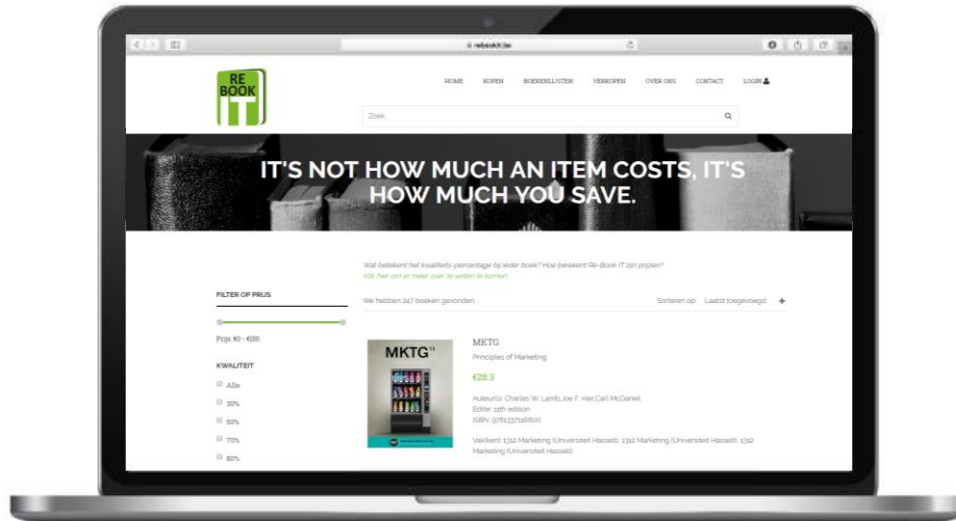 rebookit.be
RE
BOOK
IT
HOME KOPEN BOEKENLIJSTEN VERKOPEN OVER ONS CONTACT LOGIN
Zoek...
IT'S NOT HOW MUCH AN ITEM COSTS, IT'S
HOW MUCH YOU SAVE.
Wat betekent het kwaliteits-percentage bij ieder boek? Hoe berekent Re-Book IT zijn prijzen?
Klik hier om er meer over te weten te komen.
FILTER OP PRIJS
We hebben 247 boeken gevonden.
Sorteren op: Laatst toegevoegd +
Prijs: €0 - €150
KWALITEIT
Alle
30%
50%
70%
80%
MKTG¹¹
MKTG
Principles of Marketing
€28.3
Auteur(s): Charles W. Lamb,Joe F. Hair,Carl McDaniel
Editie: 11th edition
ISBN: 9781337116800
Vak(ken): 1312 Marketing (Universiteit Hasselt), 1312 Marketing (Universiteit Hasselt), 1312
Marketing (Universiteit Hasselt)